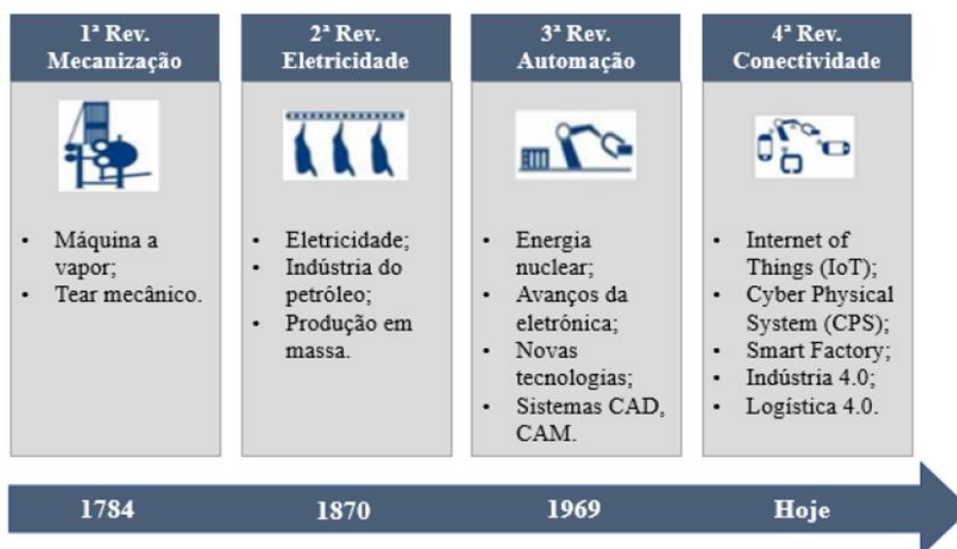 1ª Rev.
Mecanização
• Máquina a
vapor;
• Tear mecânico.
2ª Rev.
Eletricidade
• Eletricidade;
• Indústria do
petróleo;
• Produção em
massa.
3ª Rev.
Automação
• Energia
nuclear;
• Avanços da
eletrónica;
• Novas
tecnologias;
• Sistemas CAD,
CAM.
4ª Rev.
Conectividade
• Internet of
Things (IoT);
• Cyber Physical
System (CPS);
• Smart Factory;
• Indústria 4.0;
• Logística 4.0.
1784
1870
1969
Hoje